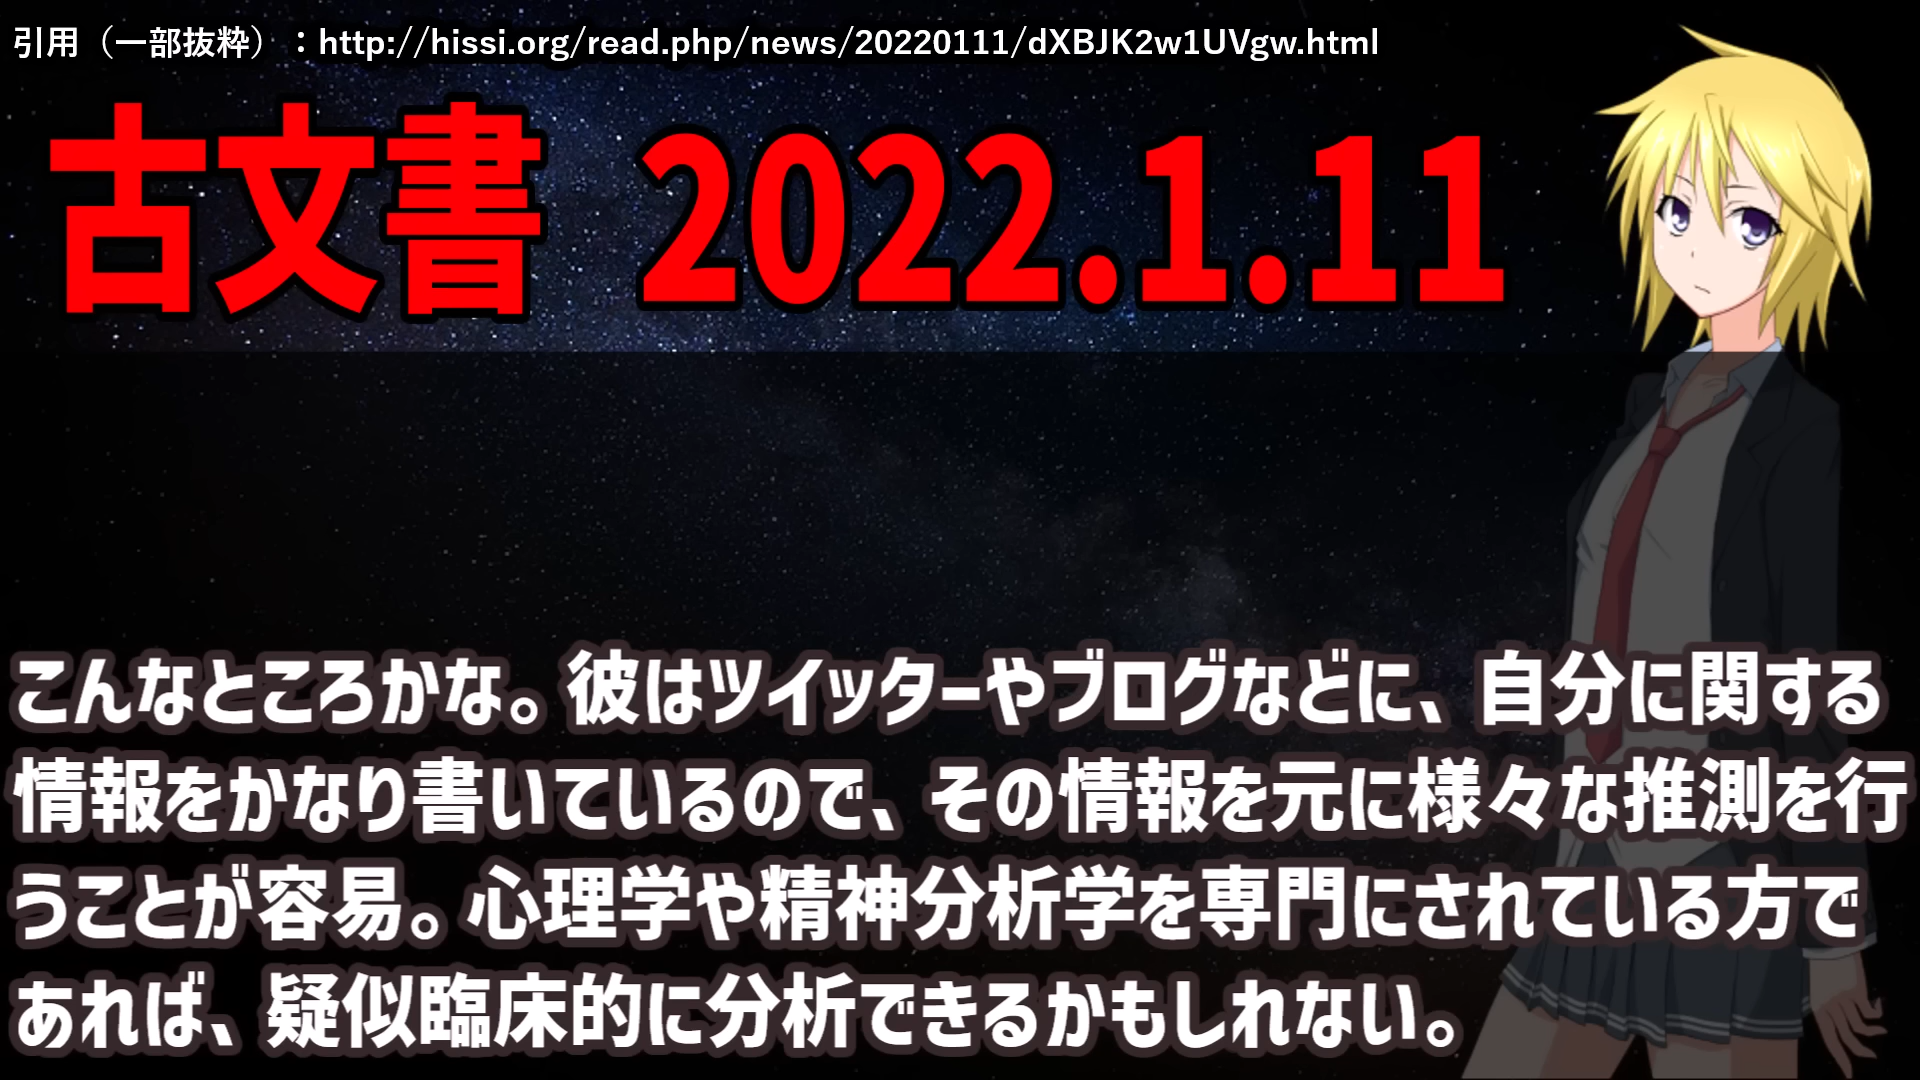 引用（一部抜粋）：http://hissi.org/read.php/news/20220111/dXBJK2w1UVgw.html
古文書 2022.1.11
こんなところかな。彼はツイッターやブログなどに、自分に関する
情報をかなり書いているので、その情報を元に様々な推測を行
うことが容易。心理学や精神分析学を専門にされている方で
あれば、疑似臨床的に分析できるかもしれない。